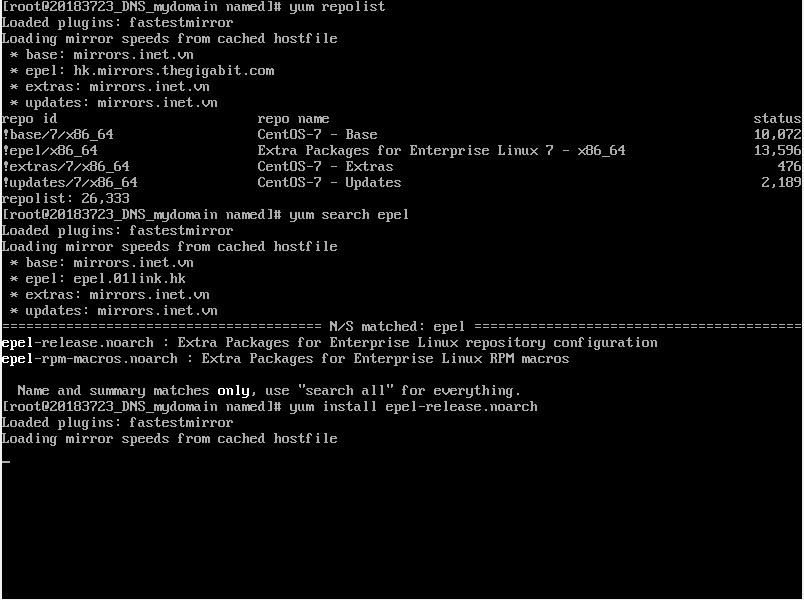 [root@20183723_DNS_mydomain named]# yum repolist
Loaded plugins: fastestmirror
Loading mirror speeds from cached hostfile
 * base: mirrors.inet.vn
 * epel: hk.mirrors.thegigabit.com
 * extras: mirrors.inet.vn
 * updates: mirrors.inet.vn
repo id                         repo name                                                     status
!base/7/x86_64                  CentOS-7 - Base                                               10,072
!epel/x86_64                    Extra Packages for Enterprise Linux 7 - x86_64                13,596
!extras/7/x86_64                CentOS-7 - Extras                                                476
!updates/7/x86_64               CentOS-7 - Updates                                             2,189
repolist: 26,333
[root@20183723_DNS_mydomain named]# yum search epel
Loaded plugins: fastestmirror
Loading mirror speeds from cached hostfile
 * base: mirrors.inet.vn
 * epel: epel.01link.hk
 * extras: mirrors.inet.vn
 * updates: mirrors.inet.vn
======================================== N/S matched: epel =========================================
epel-release.noarch : Extra Packages for Enterprise Linux repository configuration
epel-rpm-macros.noarch : Extra Packages for Enterprise Linux RPM macros
  Name and summary matches only, use "search all" for everything.
[root@20183723_DNS_mydomain named]# yum install epel-release.noarch
Loaded plugins: fastestmirror
Loading mirror speeds from cached hostfile